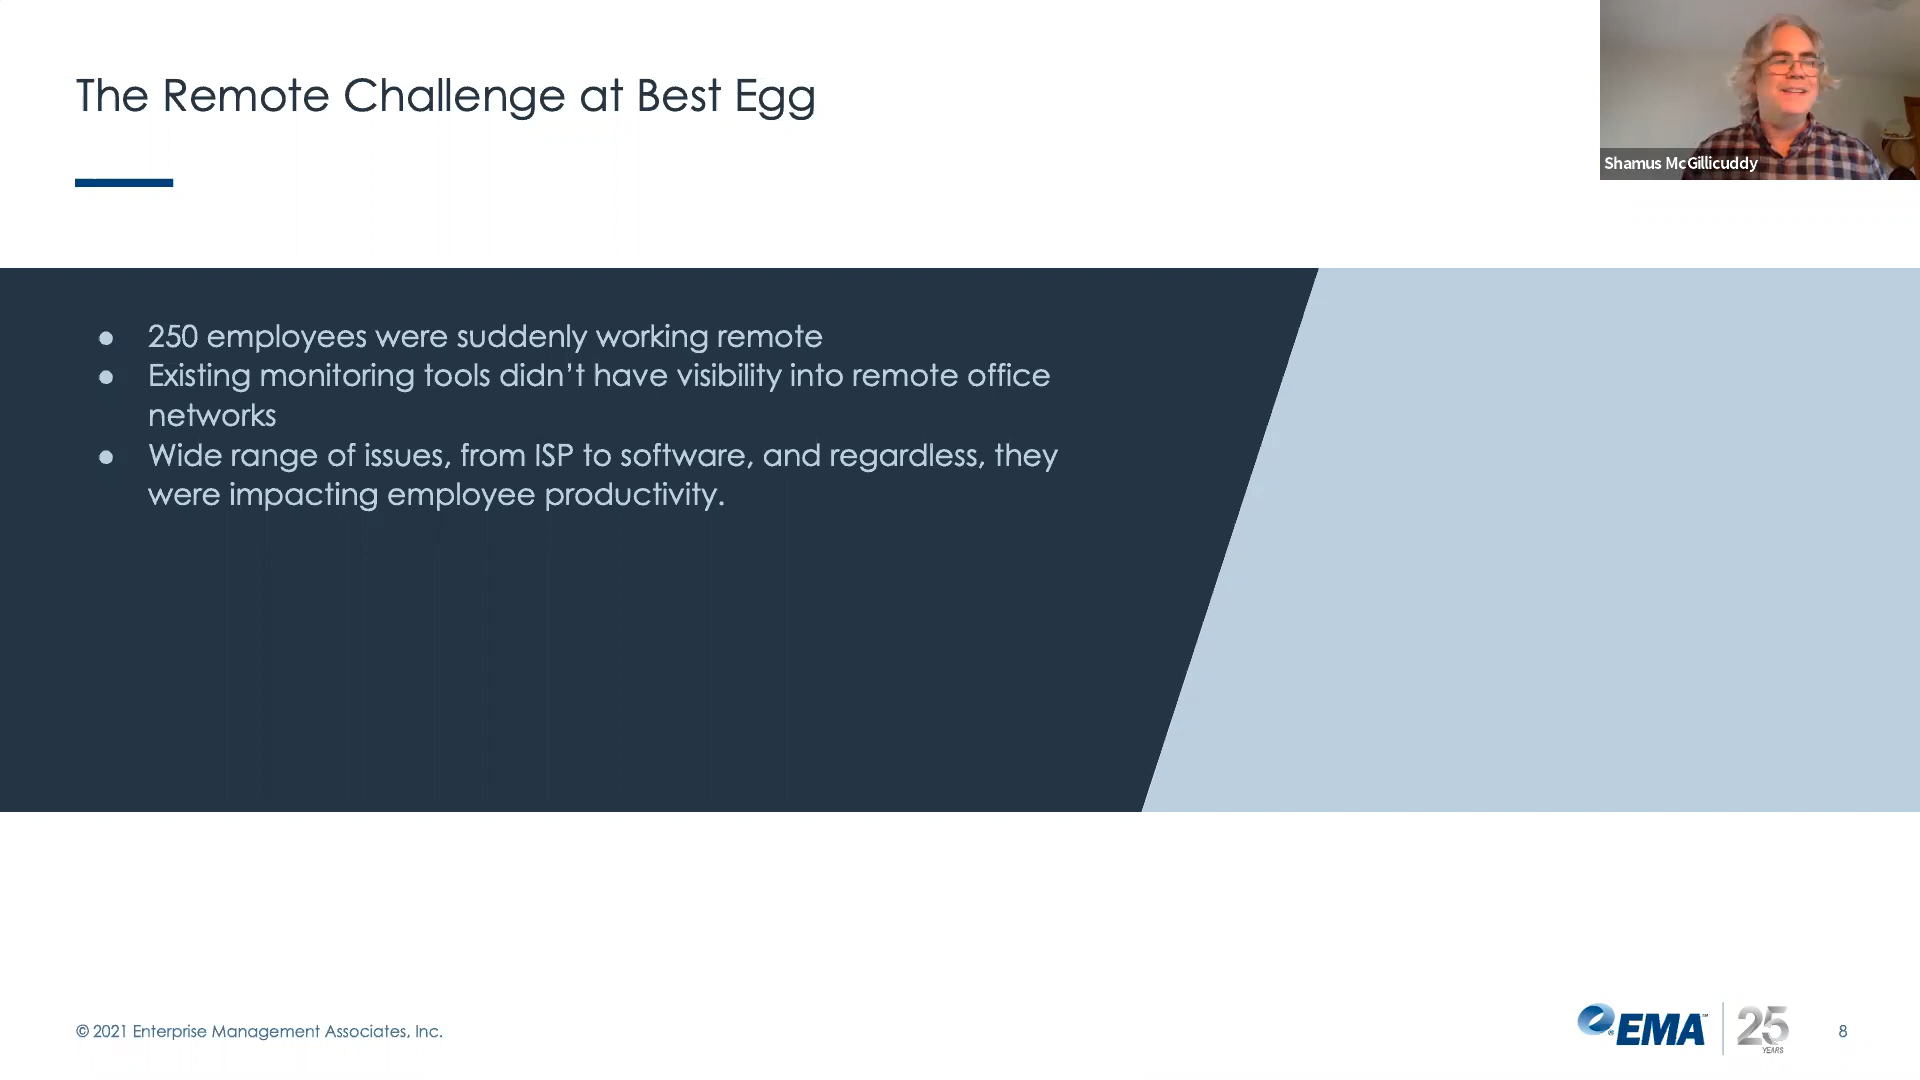 The Remote Challenge at Best Egg
Shamus McGillicuddy
● 250 employees were suddenly working remote
● Existing monitoring tools didn’t have visibility into remote office
networks
● Wide range of issues, from ISP to software, and regardless, they
were impacting employee productivity.
© 2021 Enterprise Management Associates, Inc.
EMA™
25
YEARS
8